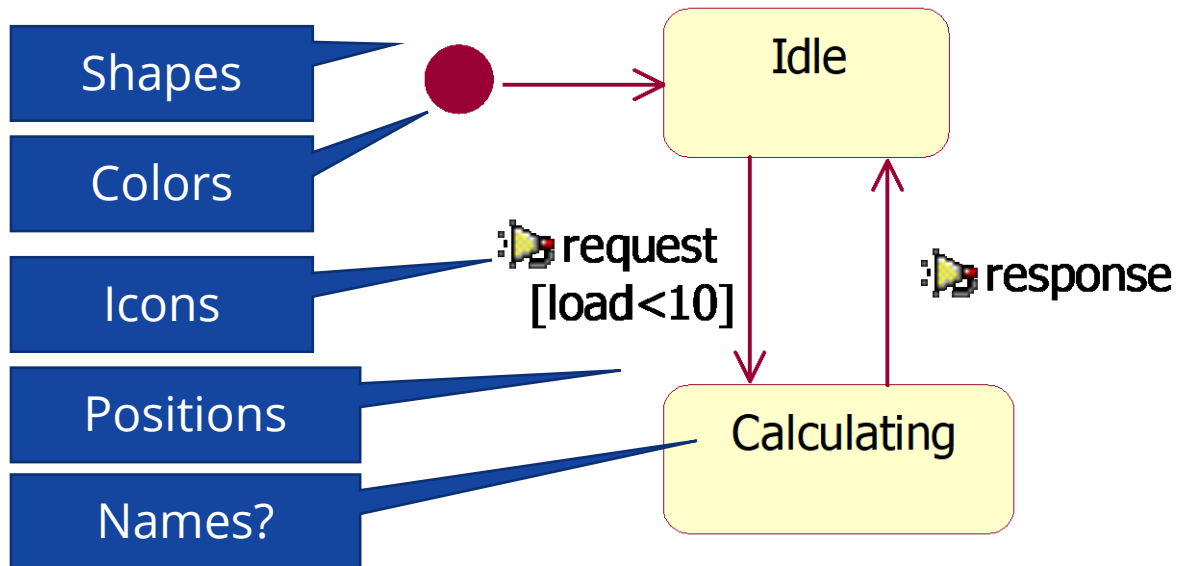 Shapes
Colors
Icons
Positions
Names?
Idle
request
[load<10]
response
Calculating